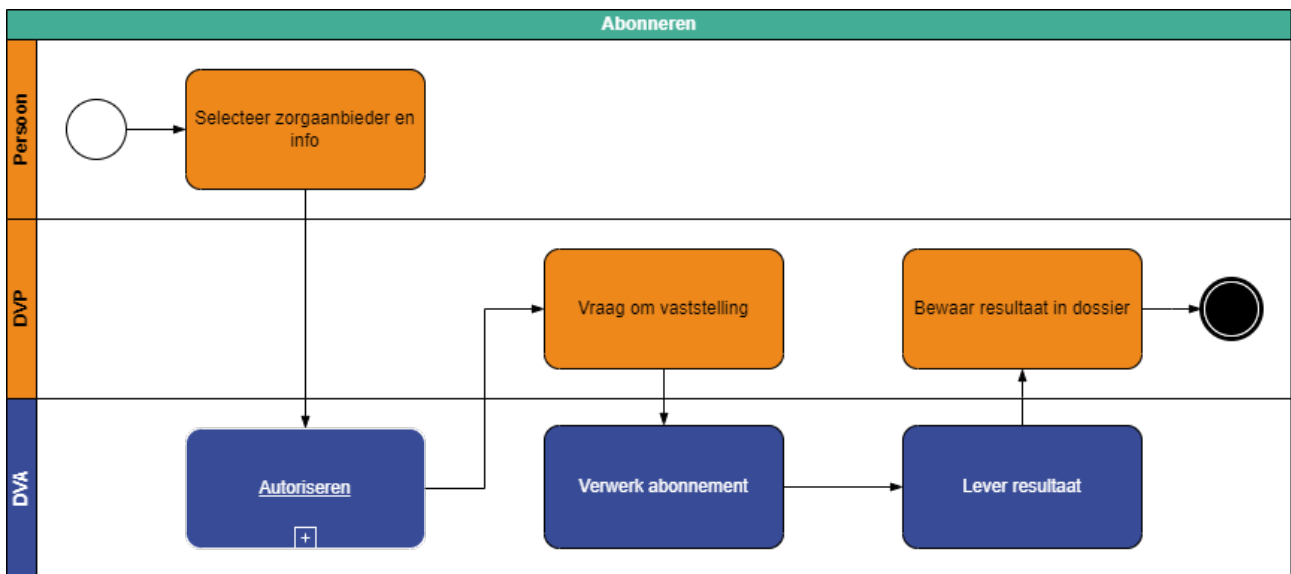 Abonneren
Persoon
Selecteer zorgaanbieder en
info
DVP
Vraag om vaststelling
Bewaar resultaat in dossier
DVA
Autoriseren
+
Verwerk abonnement
Lever resultaat